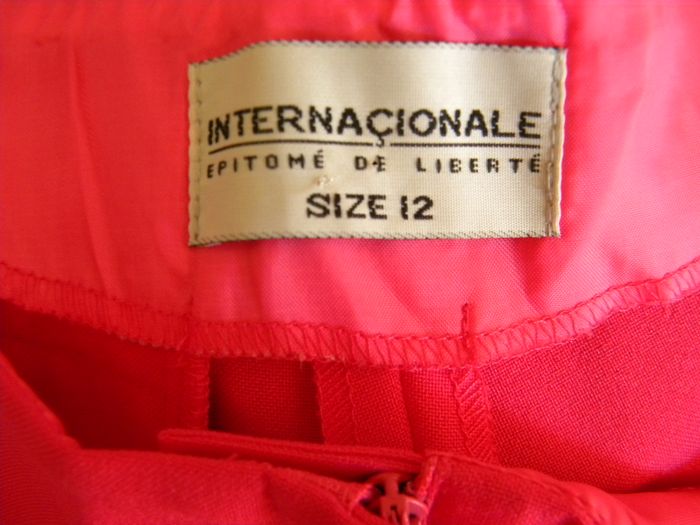 INTERNAÇIONALE
EPITOMÉ DE LIBERTÉ
SIZE 12